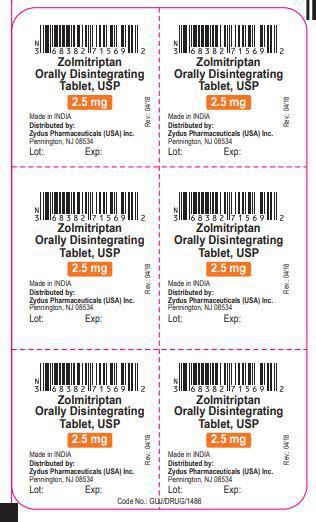 N
3 68382 71569 2
Zolmitriptan
Orally Disintegrating
Tablet, USP
2.5 mg
Made in INDIA
Distributed by:
Zydus Pharmaceuticals (USA) Inc.
Pennington, NJ 08534
Lot: Exp:
Rev.: 04/18
N
3 68382 71569 2
Zolmitriptan
Orally Disintegrating
Tablet, USP
2.5 mg
Made in INDIA
Distributed by:
Zydus Pharmaceuticals (USA) Inc.
Pennington, NJ 08534
Lot: Exp:
Rev.: 04/18
N
3 68382 71569 2
Zolmitriptan
Orally Disintegrating
Tablet, USP
2.5 mg
Made in INDIA
Distributed by:
Zydus Pharmaceuticals (USA) Inc.
Pennington, NJ 08534
Lot: Exp:
Rev.: 04/18
N
3 68382 71569 2
Zolmitriptan
Orally Disintegrating
Tablet, USP
2.5 mg
Made in INDIA
Distributed by:
Zydus Pharmaceuticals (USA) Inc.
Pennington, NJ 08534
Lot: Exp:
Rev.: 04/18
N
3 68382 71569 2
Zolmitriptan
Orally Disintegrating
Tablet, USP
2.5 mg
Made in INDIA
Distributed by:
Zydus Pharmaceuticals (USA) Inc.
Pennington, NJ 08534
Lot: Exp:
Rev.: 04/18
N
3 68382 71569 2
Zolmitriptan
Orally Disintegrating
Tablet, USP
2.5 mg
Made in INDIA
Distributed by:
Zydus Pharmaceuticals (USA) Inc.
Pennington, NJ 08534
Lot: Exp:
Rev.: 04/18
Code No.: GUJ/DRUG/1486